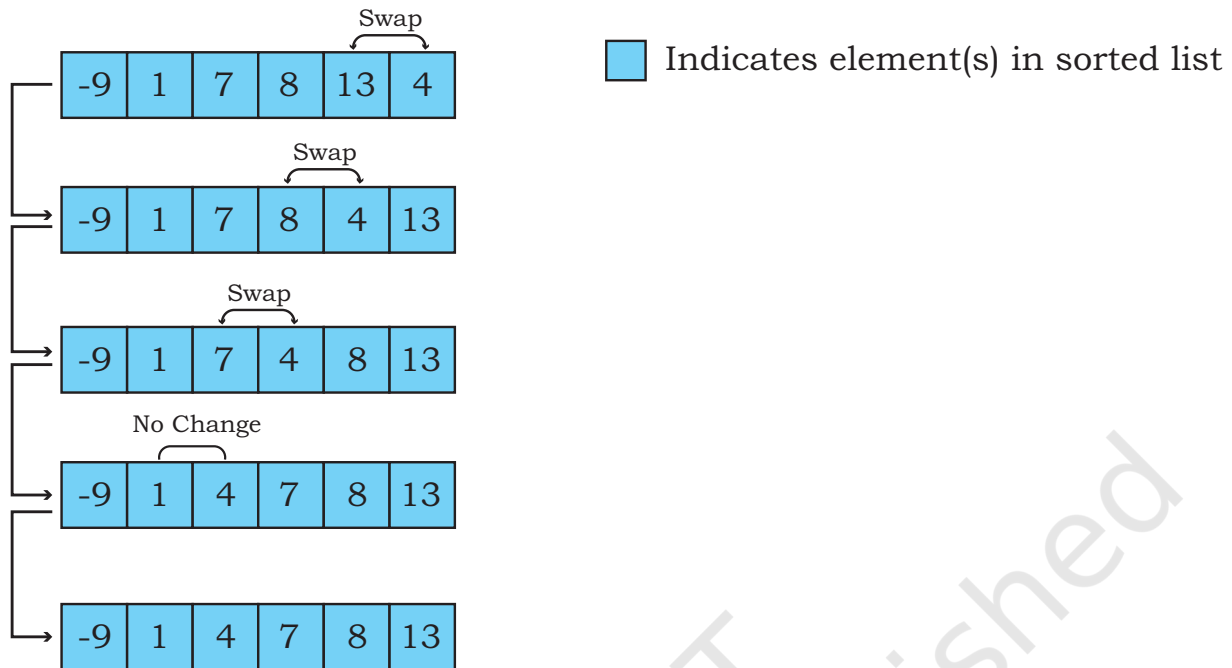 Swap
-9 1 7 8 13 4
Indicates element(s) in sorted list
Swap
-9 1 7 8 4 13
Swap
-9 1 7 4 8 13
No Change
-9 1 4 7 8 13
-9 1 4 7 8 13